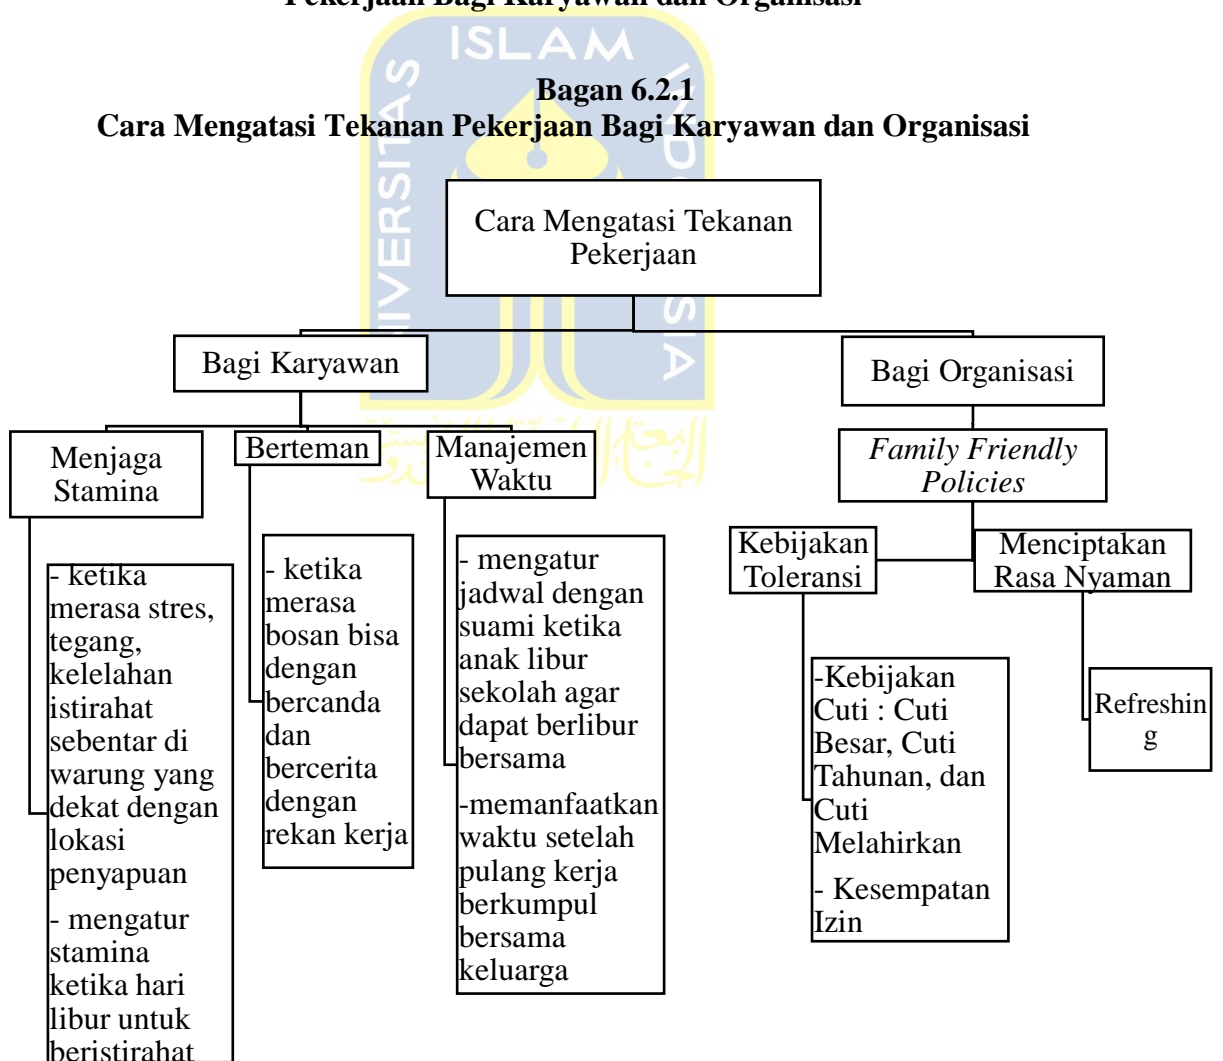 Pekerjaan Bagi Karyawan dan Organisasi
ISLAM
UNIVERSITAS
INDONESIA
Bagan 6.2.1
Cara Mengatasi Tekanan Pekerjaan Bagi Karyawan dan Organisasi
Cara Mengatasi Tekanan
Pekerjaan
Bagi Karyawan
Bagi Organisasi
Menjaga
Stamina
Berteman
Manajemen
Waktu
Family Friendly
Policies
Kebijakan
Toleransi
Menciptakan
Rasa Nyaman
- ketika
merasa stres,
tegang,
kelelahan
istirahat
sebentar di
warung yang
dekat dengan
lokasi
penyapuan
- mengatur
stamina
ketika hari
libur untuk
beristirahat
- ketika
merasa
bosan bisa
dengan
bercanda
dan
bercerita
dengan
rekan kerja
- mengatur
jadwal dengan
suami ketika
anak libur
sekolah agar
dapat berlibur
bersama
-memanfaatkan
waktu setelah
pulang kerja
berkumpul
bersama
keluarga
-Kebijakan
Cuti : Cuti
Besar, Cuti
Tahunan, dan
Cuti
Melahirkan
- Kesempatan
Izin
Refreshin
g